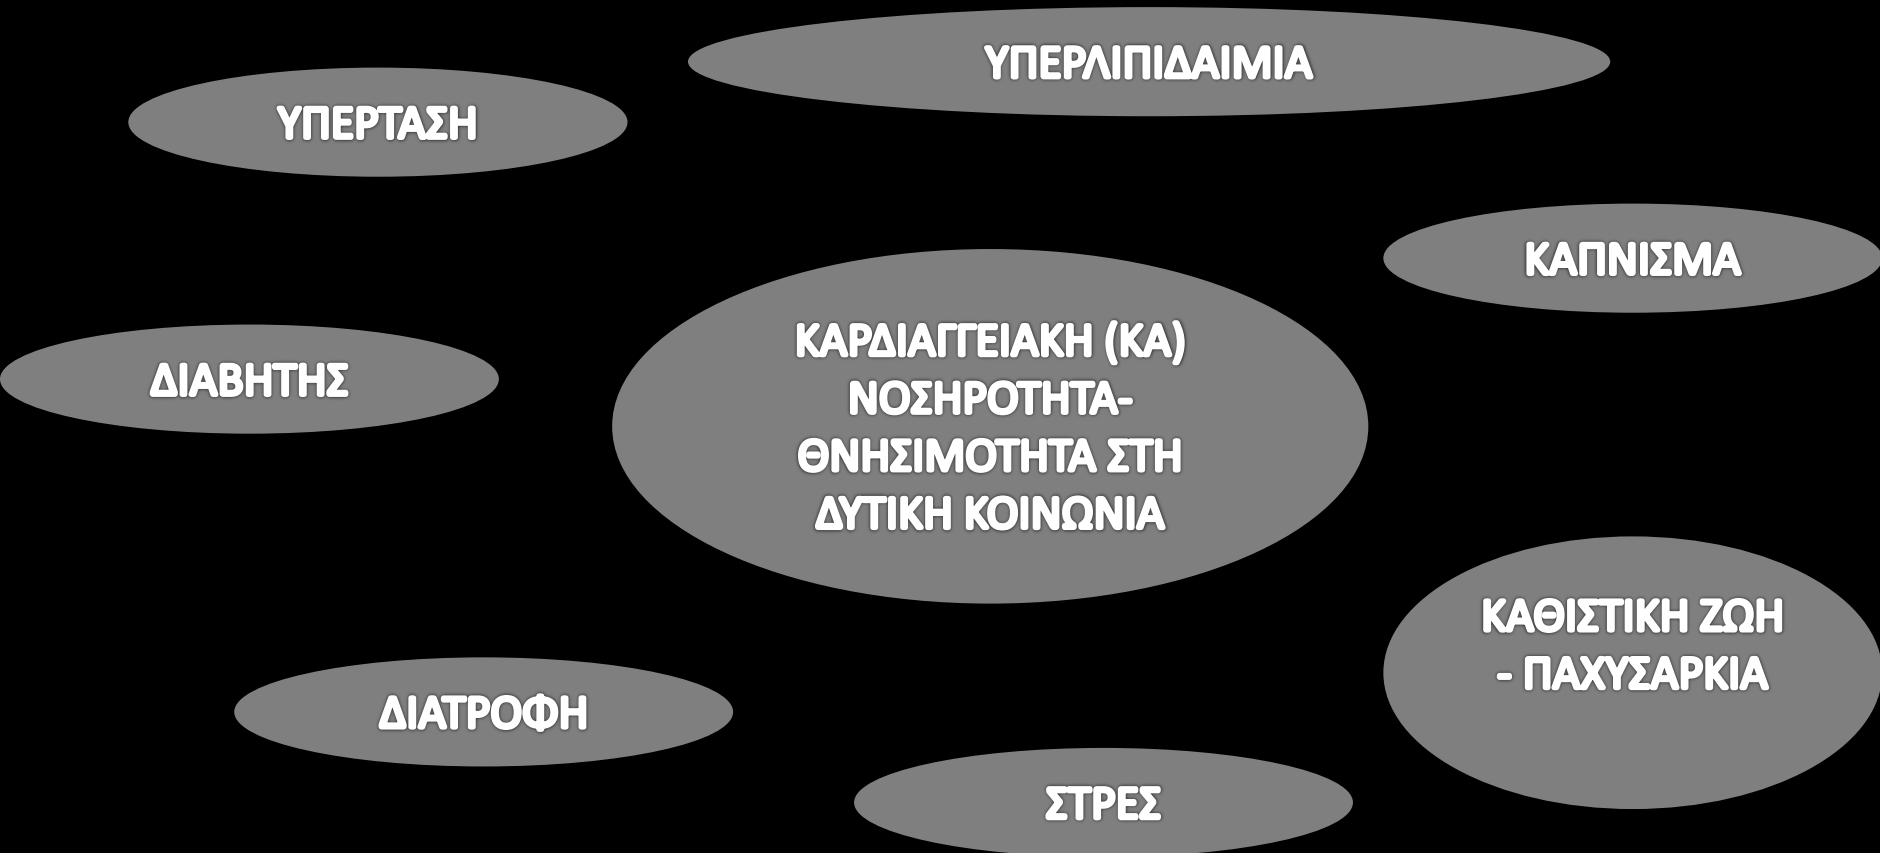 ΥΠΕΡΛΙΠΙΔΑΙΜΙΑ
ΥΠΕΡΤΑΣΗ
ΚΑΠΝΙΣΜΑ
ΚΑΡΔΙΑΓΓΕΙΑΚΗ (ΚΑ)
ΝΟΣΗΡΟΤΗΤΑ-
ΘΝΗΣΙΜΟΤΗΤΑ ΣΤΗ
ΔΥΤΙΚΗ ΚΟΙΝΩΝΙΑ
ΔΙΑΒΗΤΗΣ
ΚΑΘΙΣΤΙΚΗ ΖΩΗ
- ΠΑΧΥΣΑΡΚΙΑ
ΔΙΑΤΡΟΦΗ
ΣΤΡΕΣ